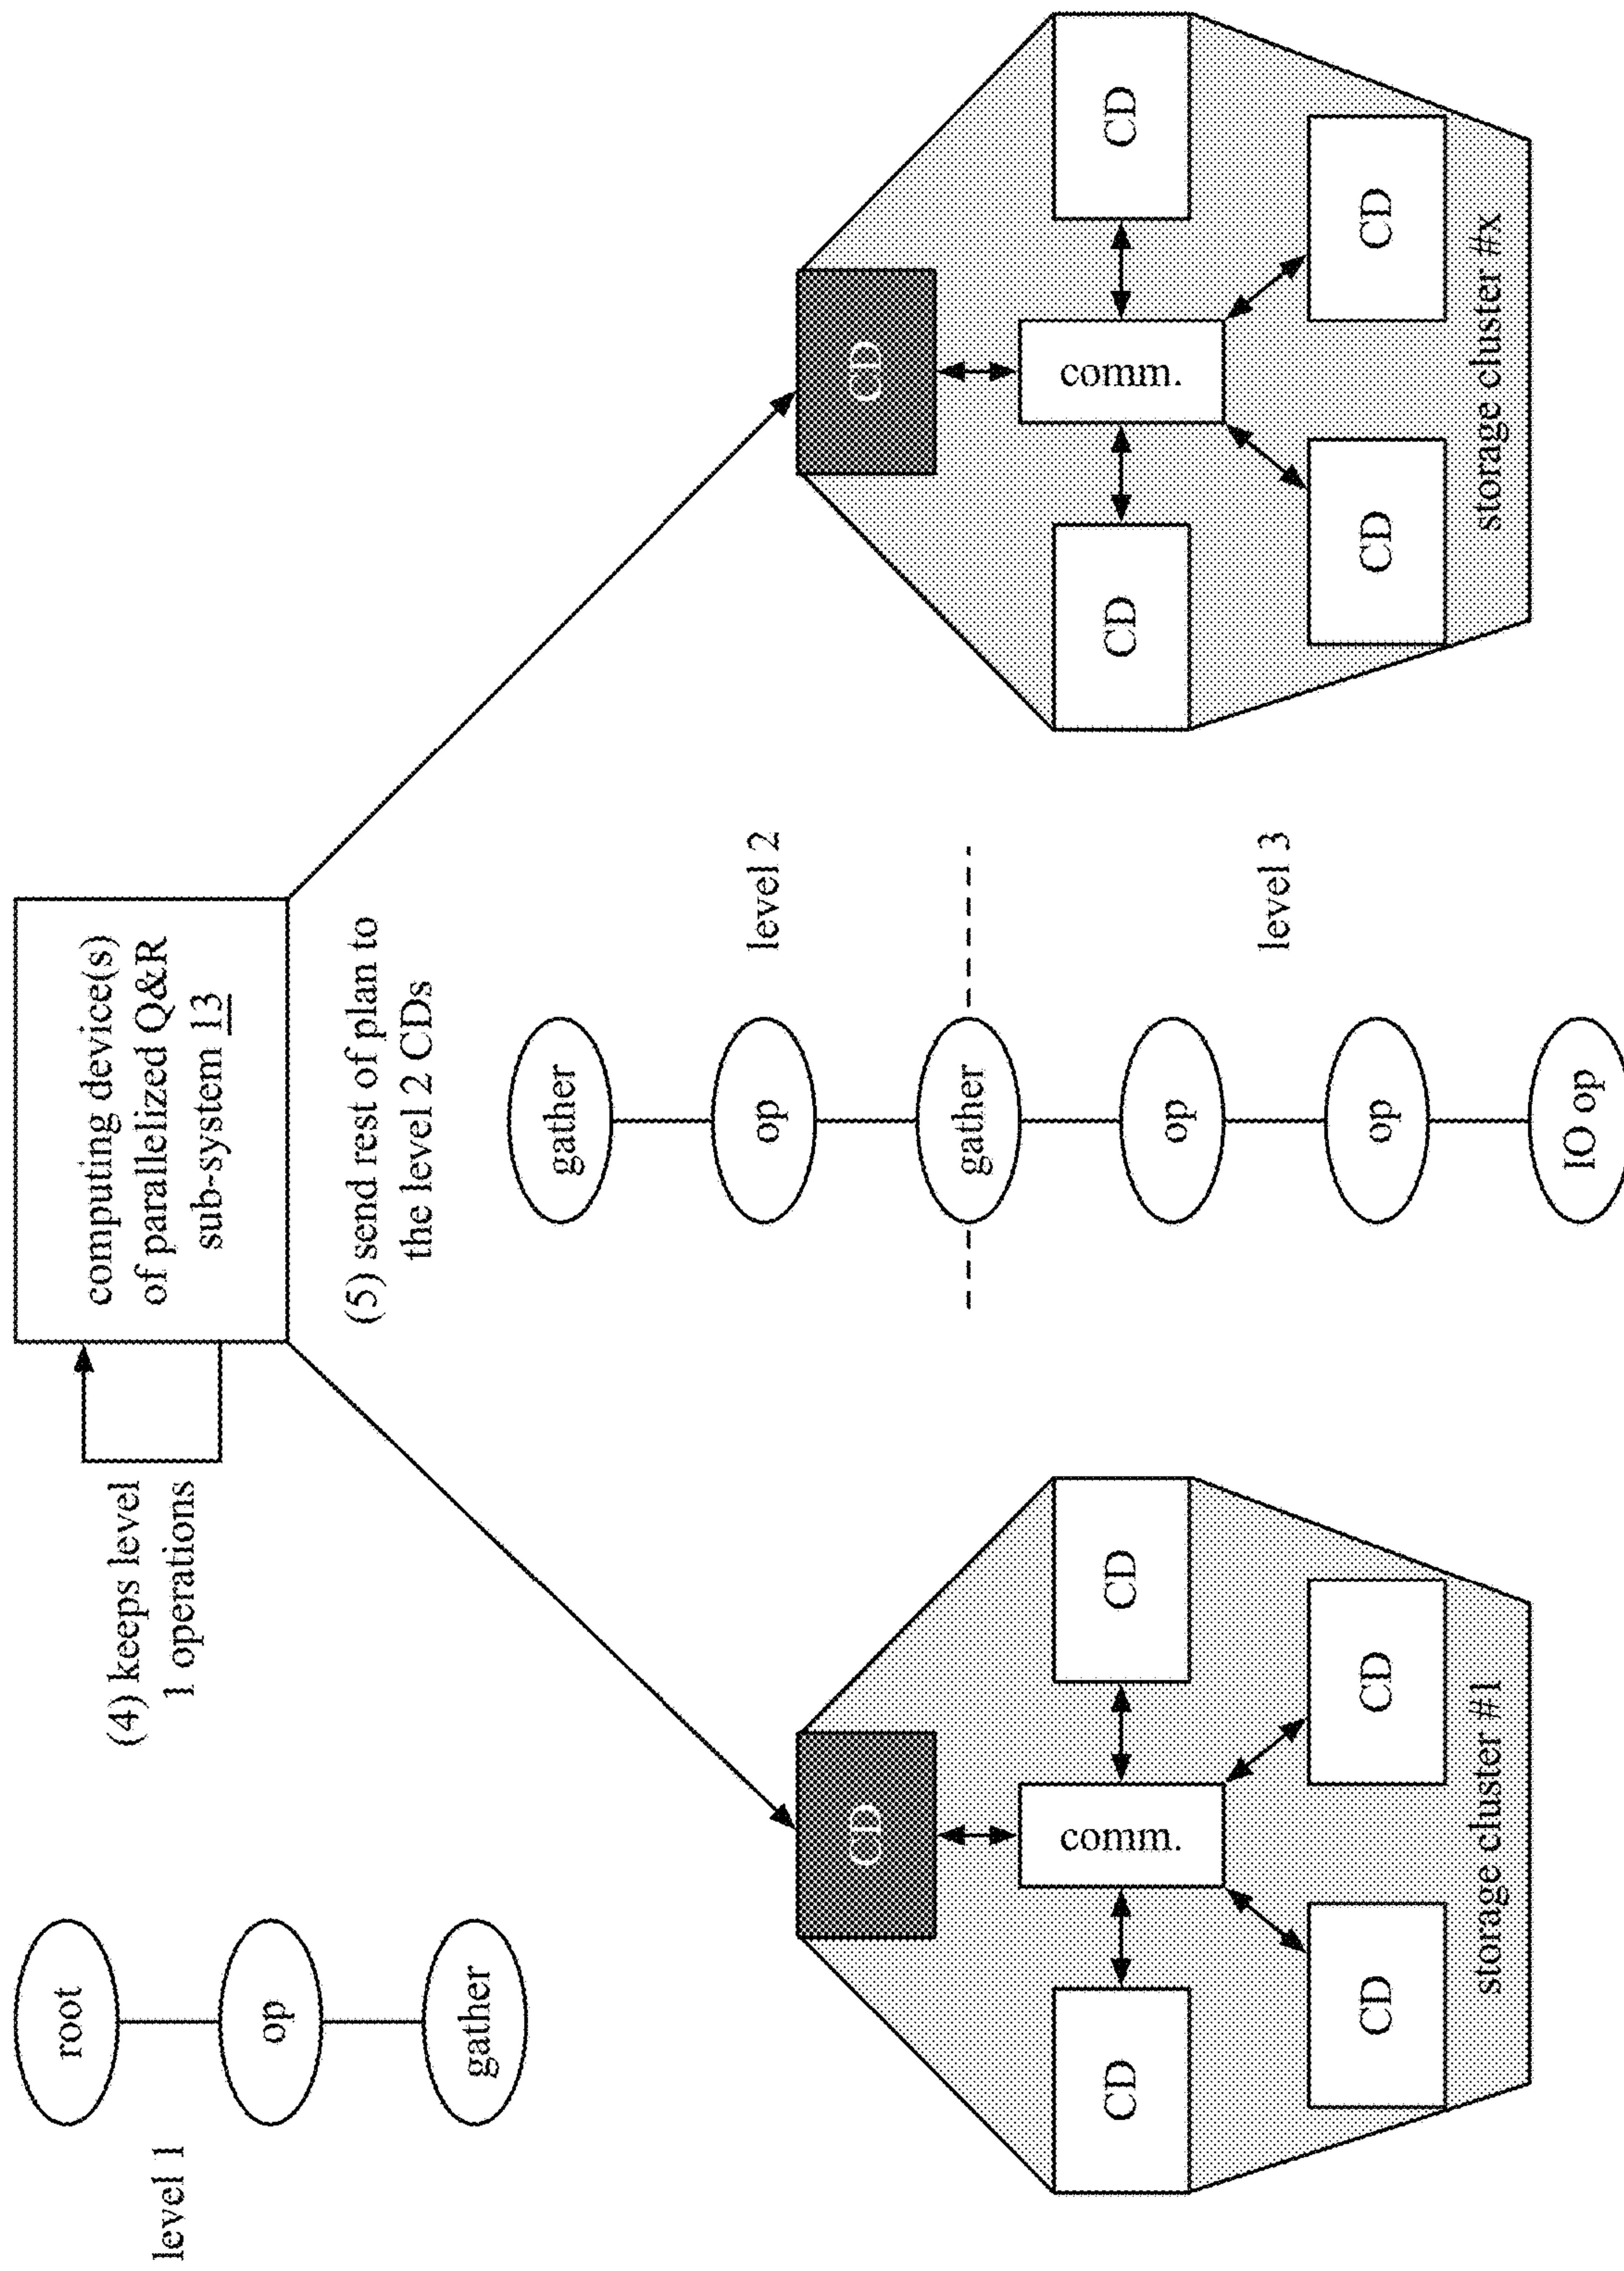 level 1
root
op
gather
(4) keeps level
1 operations
computing device(s)
of parallelized Q&R
sub-system 13
(5) send rest of plan to
the level 2 CDs
gather
op
level 2
gather
op
level 3
op
IO op
CD
CD
comm.
CD
CD
CD
storage cluster #1
CD
CD
comm.
CD
CD
CD
storage cluster #x